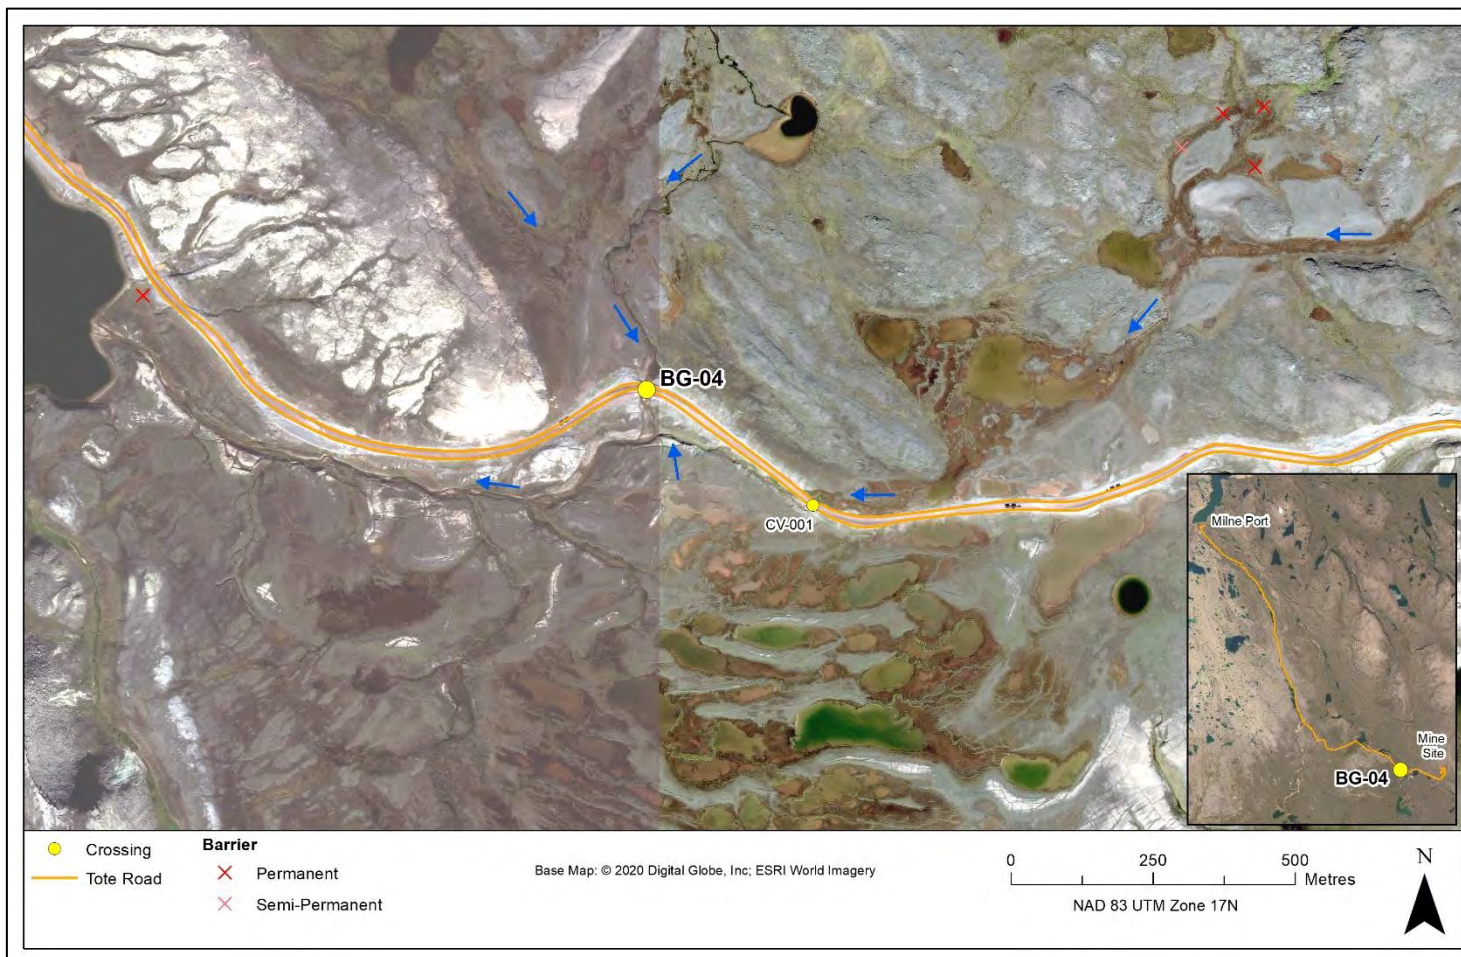 BG-04
CV-001
Milne Port
Mine
Site
BG-04
Crossing
Tote Road
Barrier
Permanent
Semi-Permanent
Base Map: © 2020 Digital Globe, Inc; ESRI World Imagery
0 250 500
Metres
NAD 83 UTM Zone 17N
N